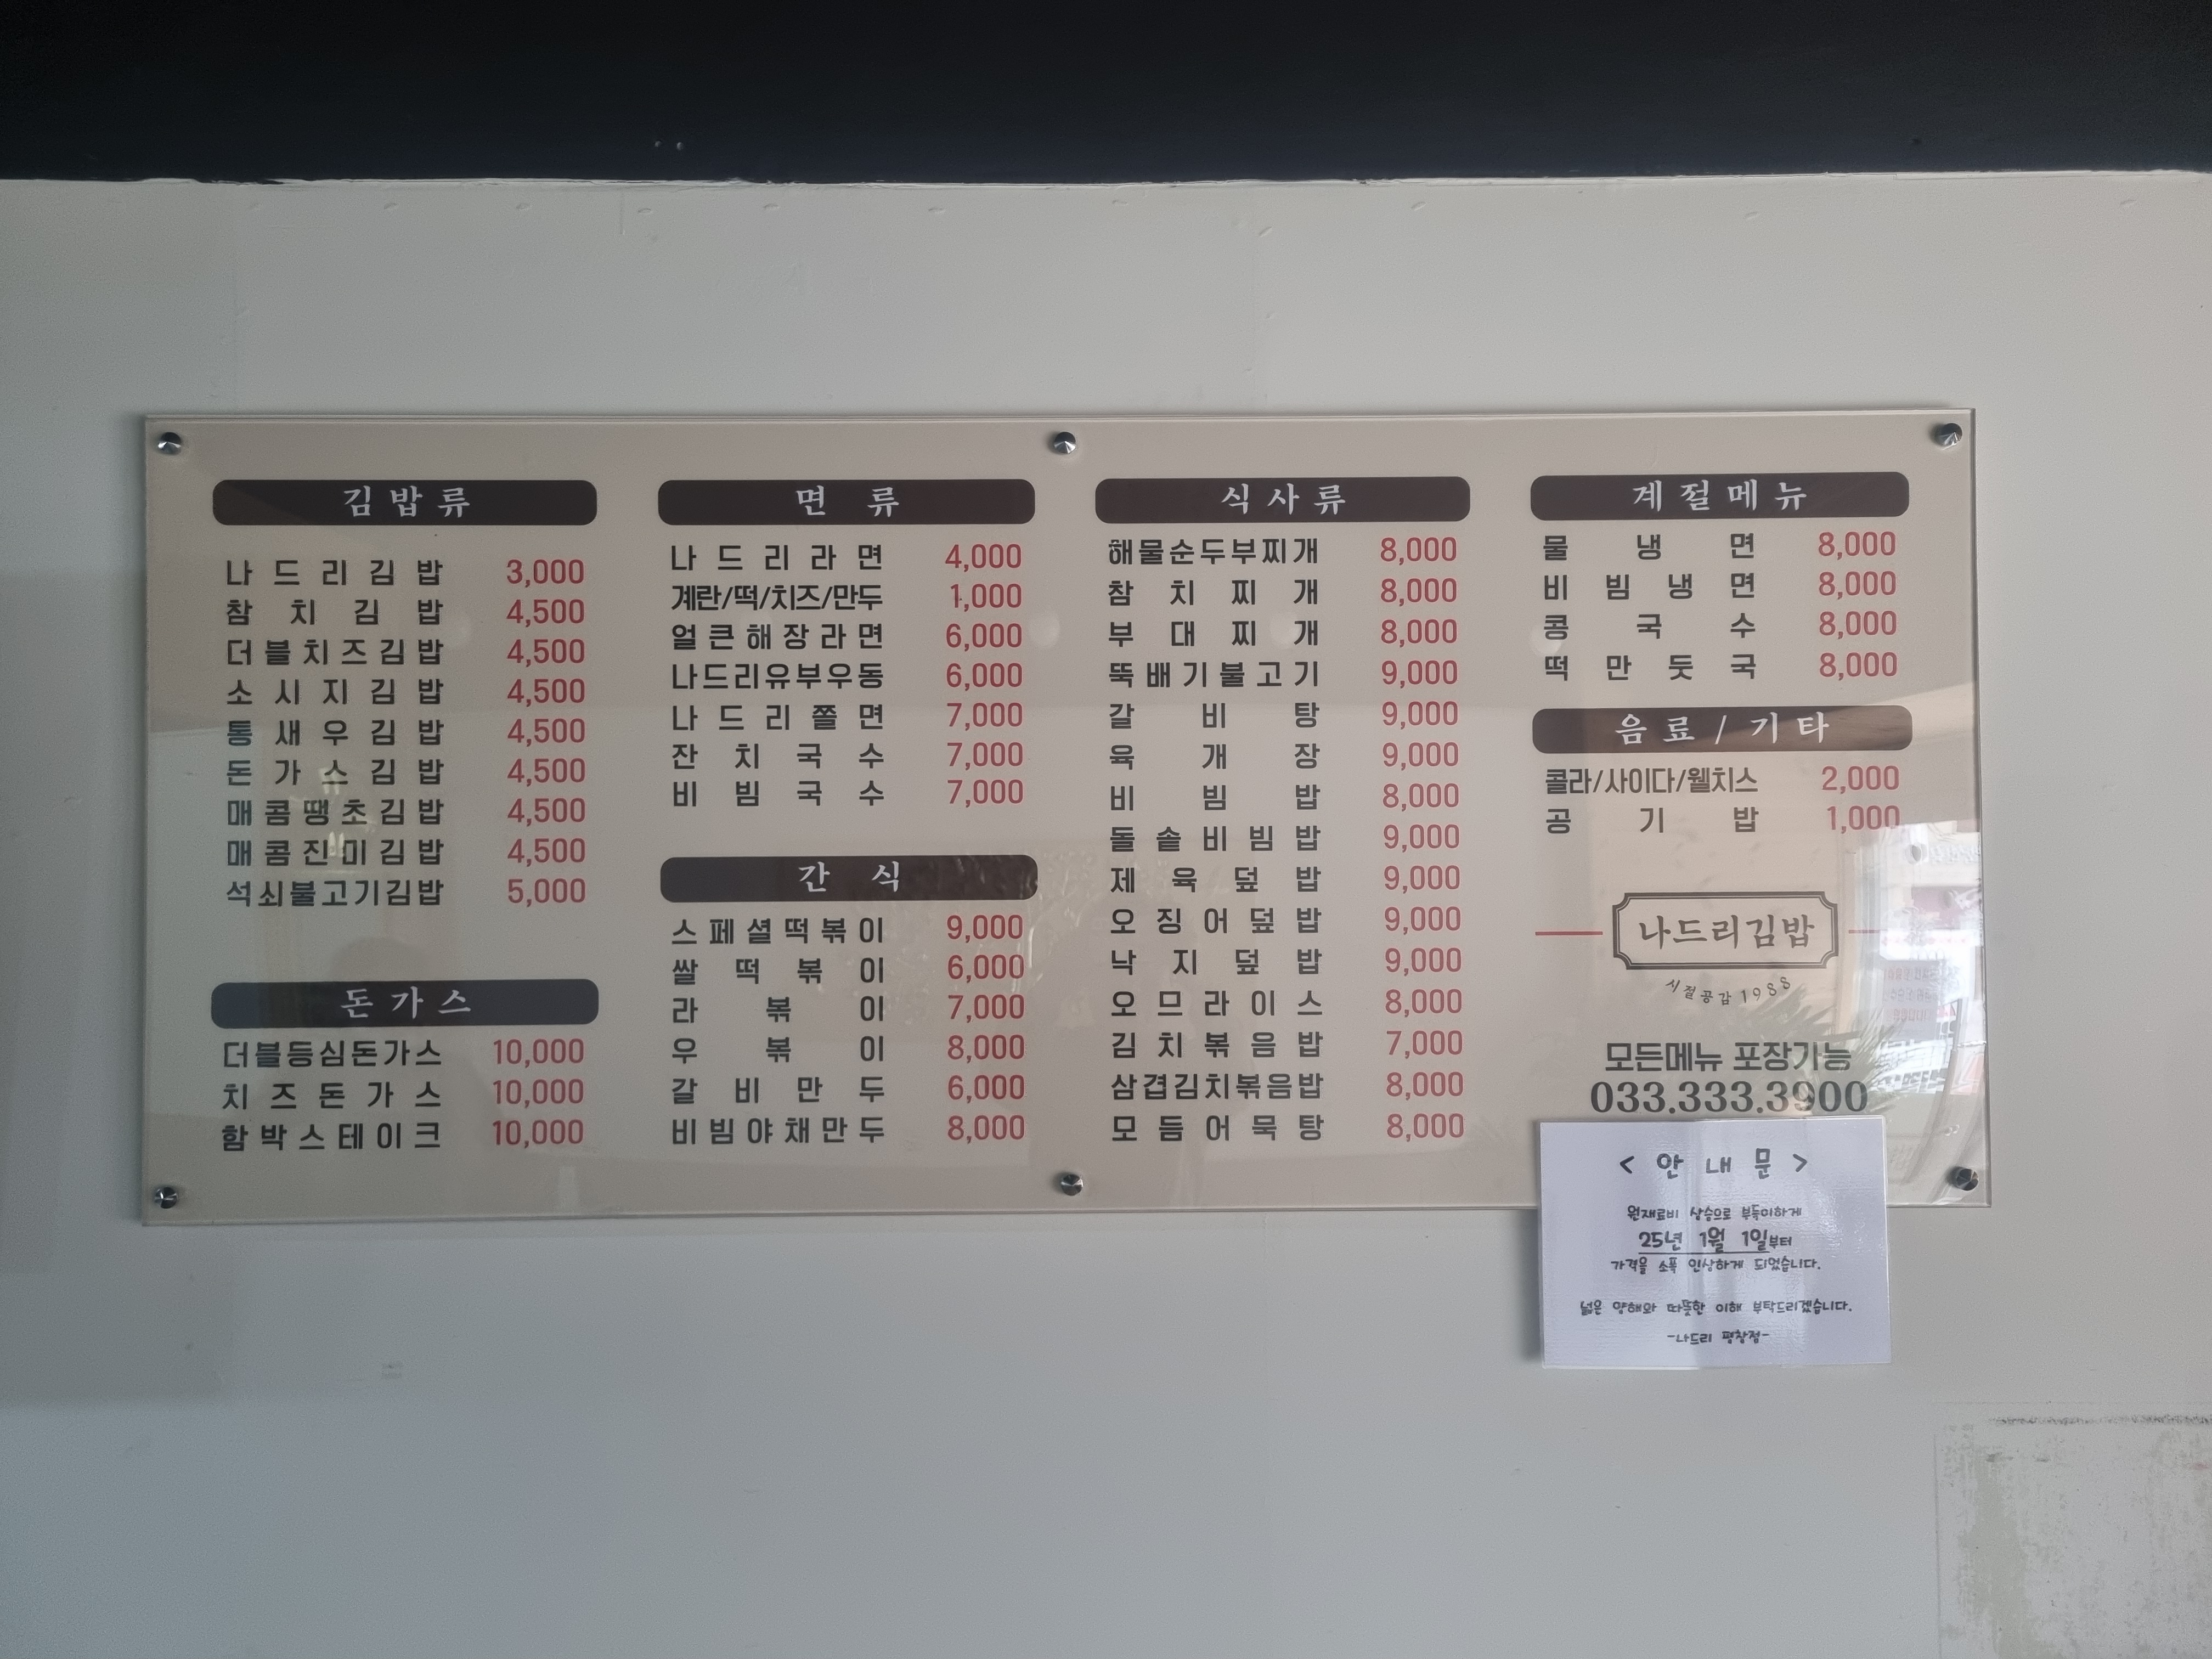 김밥류
나드리김밥 3,000
참치김밥 4,500
더블치즈김밥 4,500
소시지김밥 4,500
통새우김밥 4,500
돈가스김밥 4,500
매콤땡초김밥 4,500
매콤진미김밥 4,500
석쇠불고기김밥 5,000
돈가스
더블등심돈가스 10,000
치즈돈가스 10,000
함박스테이크 10,000
면류
나드리라면 4,000
계란/떡/치즈/만두 1,000
얼큰해장라면 6,000
나드리유부우동 6,000
나드리쫄면 7,000
잔치국수 7,000
비빔국수 7,000
간식
스페셜떡볶이 9,000
쌀떡볶이 6,000
라볶이 7,000
우볶이 8,000
갈비만두 6,000
비빔야채만두 8,000
식사류
해물순두부찌개 8,000
참치찌개 8,000
부대찌개 8,000
뚝배기불고기 9,000
갈비탕 9,000
육개장 9,000
비빔밥 8,000
돌솥비빔밥 9,000
제육덮밥 9,000
오징어덮밥 9,000
낙지덮밥 9,000
오므라이스 8,000
김치볶음밥 7,000
삼겹김치볶음밥 8,000
모듬어묵탕 8,000
계절메뉴
물냉면 8,000
비빔냉면 8,000
콩국수 8,000
떡만둣국 8,000
음료/기타
콜라/사이다/웰치스 2,000
공기밥 1,000
나드리김밥
시절공감1988
모든메뉴 포장가능
033.333.3900
< 안 내 문 >
원재료비 상승으로 부득이하게
25년 1월 1일부터
가격을 소폭 인상하게 되었습니다.
넓은 양해와 따뜻한 이해 부탁드리겠습니다.
-나드리 평창점-